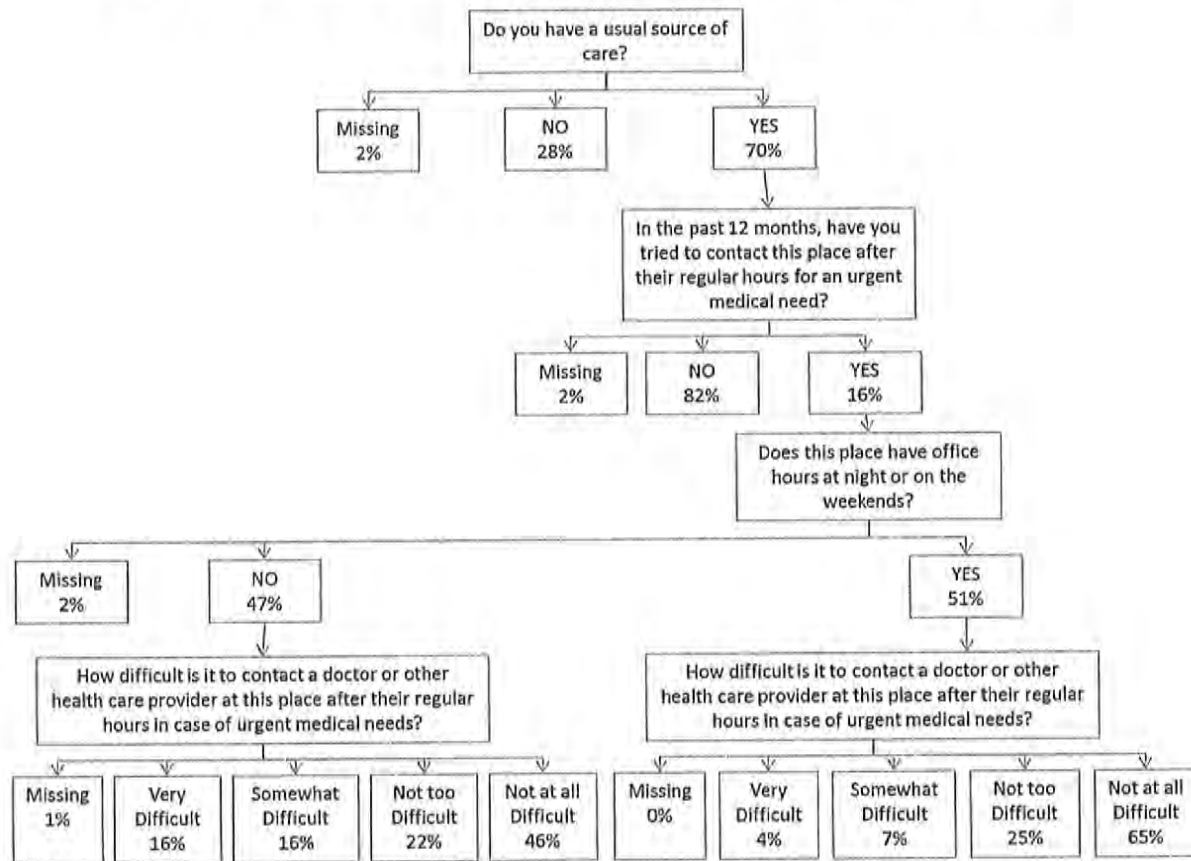 Do you have a usual source of
care?
Missing
2%
NO
28%
YES
70%
In the past 12 months, have you
tried to contact this place after
their regular hours for an urgent
medical need?
Missing
2%
NO
82%
YES
16%
Does this place have office
hours at night or on the
weekends?
Missing
2%
NO
47%
YES
51%
How difficult is it to contact a doctor or other
health care provider at this place after their regular
hours in case of urgent medical needs?
Missing
1%
Very
Difficult
16%
Somewhat
Difficult
16%
Not too
Difficult
22%
Not at all
Difficult
46%
How difficult is it to contact a doctor or other
health care provider at this place after their regular
hours in case of urgent medical needs?
Missing
0%
Very
Difficult
4%
Somewhat
Difficult
7%
Not too
Difficult
25%
Not at all
Difficult
65%